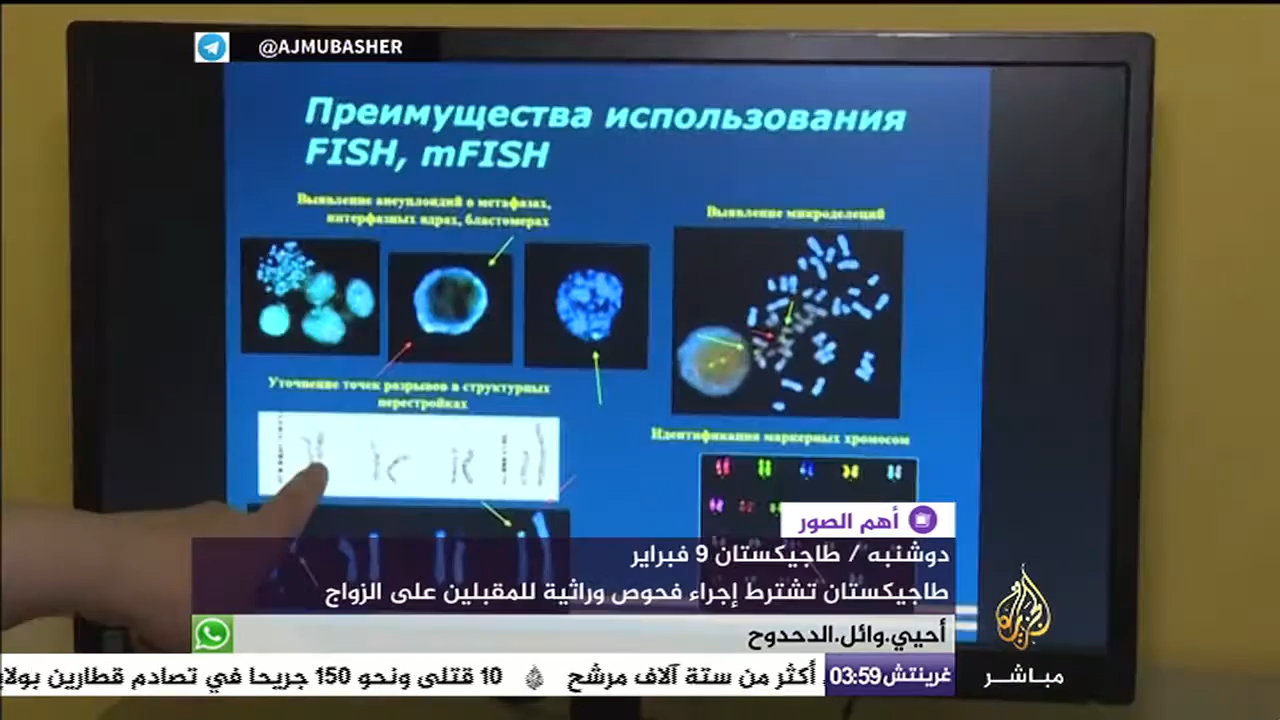 @AJMUBASHER
Преимущества использования
FISH, mFISH
Выявление анеуплоидий в метафазах,
интерфазных ядрах, бластомерах
Выявление микроделеций
Уточнение точек разрывов в структурных
перестройках
Идентификация маркерных хромосом
أهم الصور
دوشنبه / طاجيكستان 9 فبراير
طاجيكستان تشترط إجراء فحوص وراثية للمقبلين على الزواج
أحيي.وائل.الدحدوح
غرينتش 03:59
أكثر من ستة آلاف مرشح
10 قتلى ونحو 150 جريحا في تصادم قطارين
الجزيرة
مباشر